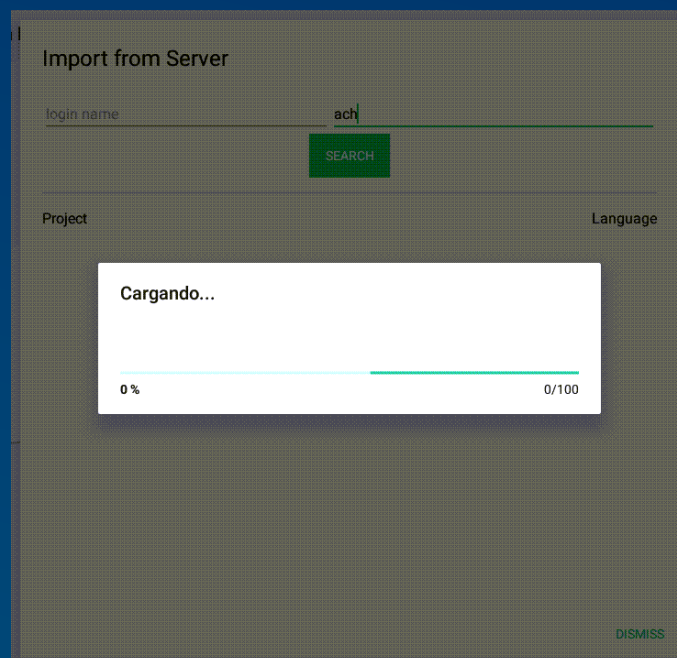 Import from Server
login name ach
SEARCH
Project Language
Cargando...
0 % 0/100
DISMISS